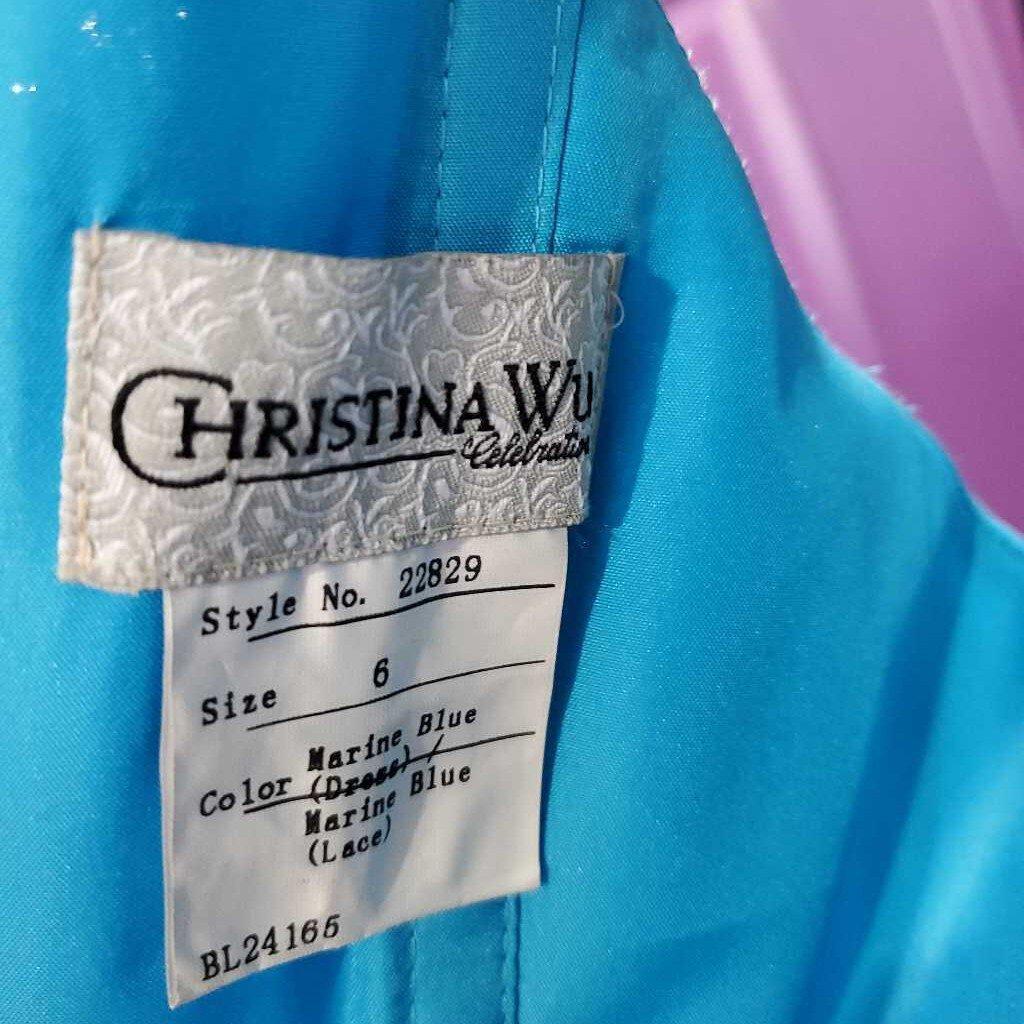 CHRISTINA WU
Celebration
Style No. 22829
Size 6
Marine Blue
Color (Dress) /
Marine Blue
(Lace)
BL24165